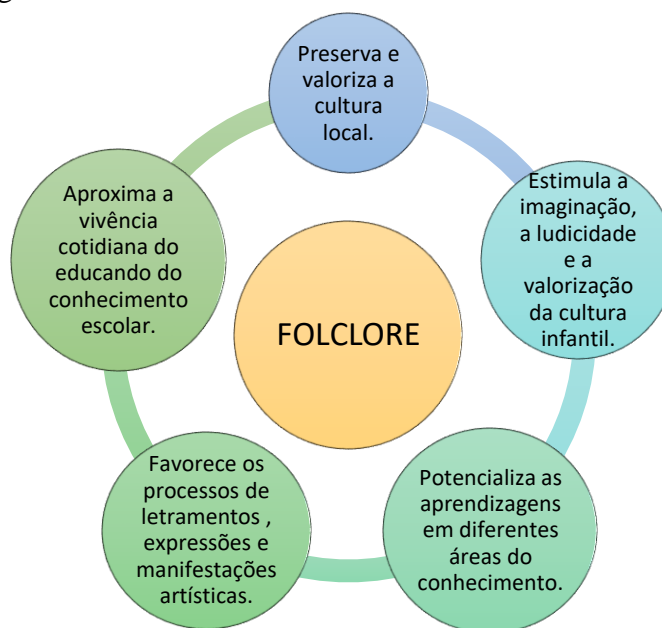 Preserva e
valoriza a
cultura
local.
Estimula a
imaginação,
a ludicidade
e a
valorização
da cultura
infantil.
Potencializa as
aprendizagens
em diferentes
áreas do
conhecimento.
Favorece os
processos de
letramentos ,
expressões e
manifestações
artísticas.
Aproxima a
vivência
cotidiana do
educando do
conhecimento
escolar.
FOLCLORE